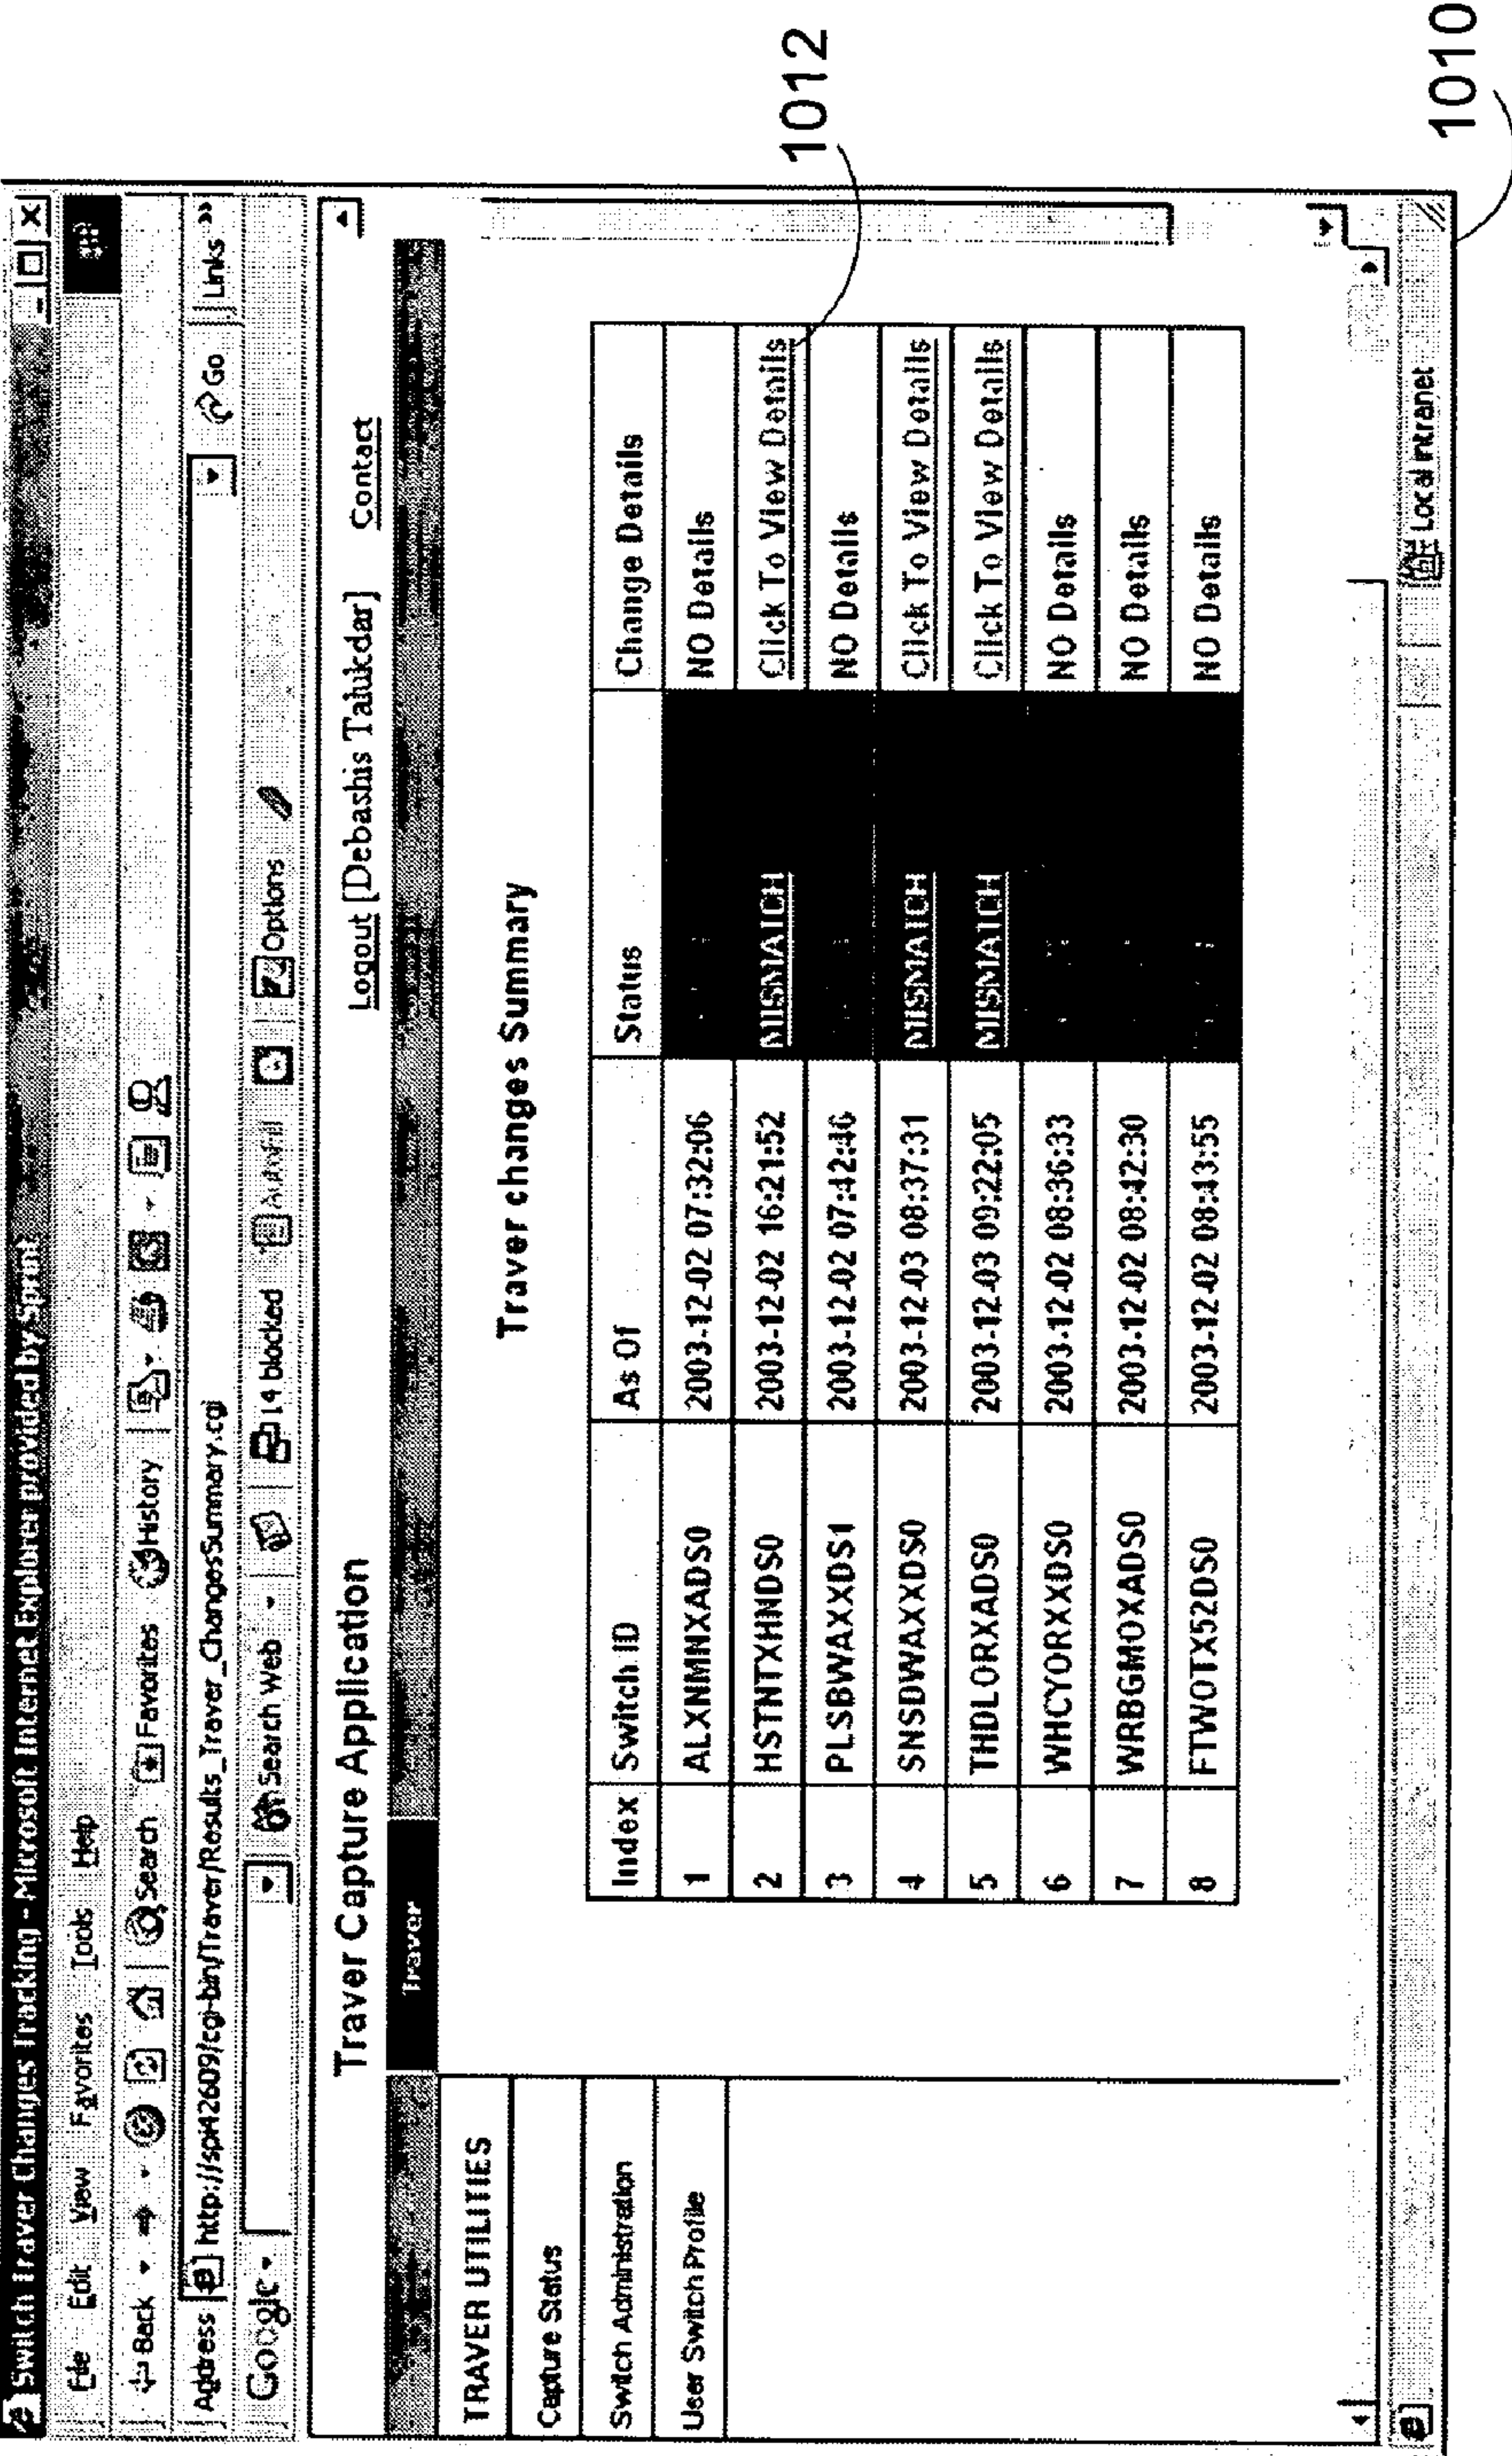 Switch Traver Changes Tracking - Microsoft Internet Explorer provided by Sprint
File Edit View Favorites Tools Help
Back Search Favorites History
Address http://spi42609/cgi-bin/Traver/Results_Traver_ChangesSummary.cgi Go Links »
Google Search Web 14 blocked AutoFill Options
Traver Capture Application Logout [Debashis Talukdar] Contact
Traver
TRAVER UTILITIES
Capture Status
Switch Administration
User Switch Profile
Traver changes Summary
Index Switch ID As Of Status Change Details
1 ALXNMNXADS0 2003-12-02 07:32:06 NO Details
2 HSTNTXHNDS0 2003-12-02 16:21:52 MISMATCH Click To View Details
3 PLSBWAXXDS1 2003-12-02 07:42:46 NO Details
4 SNSDWAXXDS0 2003-12-03 08:37:31 MISMATCH Click To View Details
5 THDLORXADS0 2003-12-03 09:22:05 MISMATCH Click To View Details
6 WHCYORXXDS0 2003-12-02 08:36:33 NO Details
7 WRBGMOXADS0 2003-12-02 08:42:30 NO Details
8 FTWOTX52DS0 2003-12-02 08:43:55 NO Details
Local intranet
1012
1010